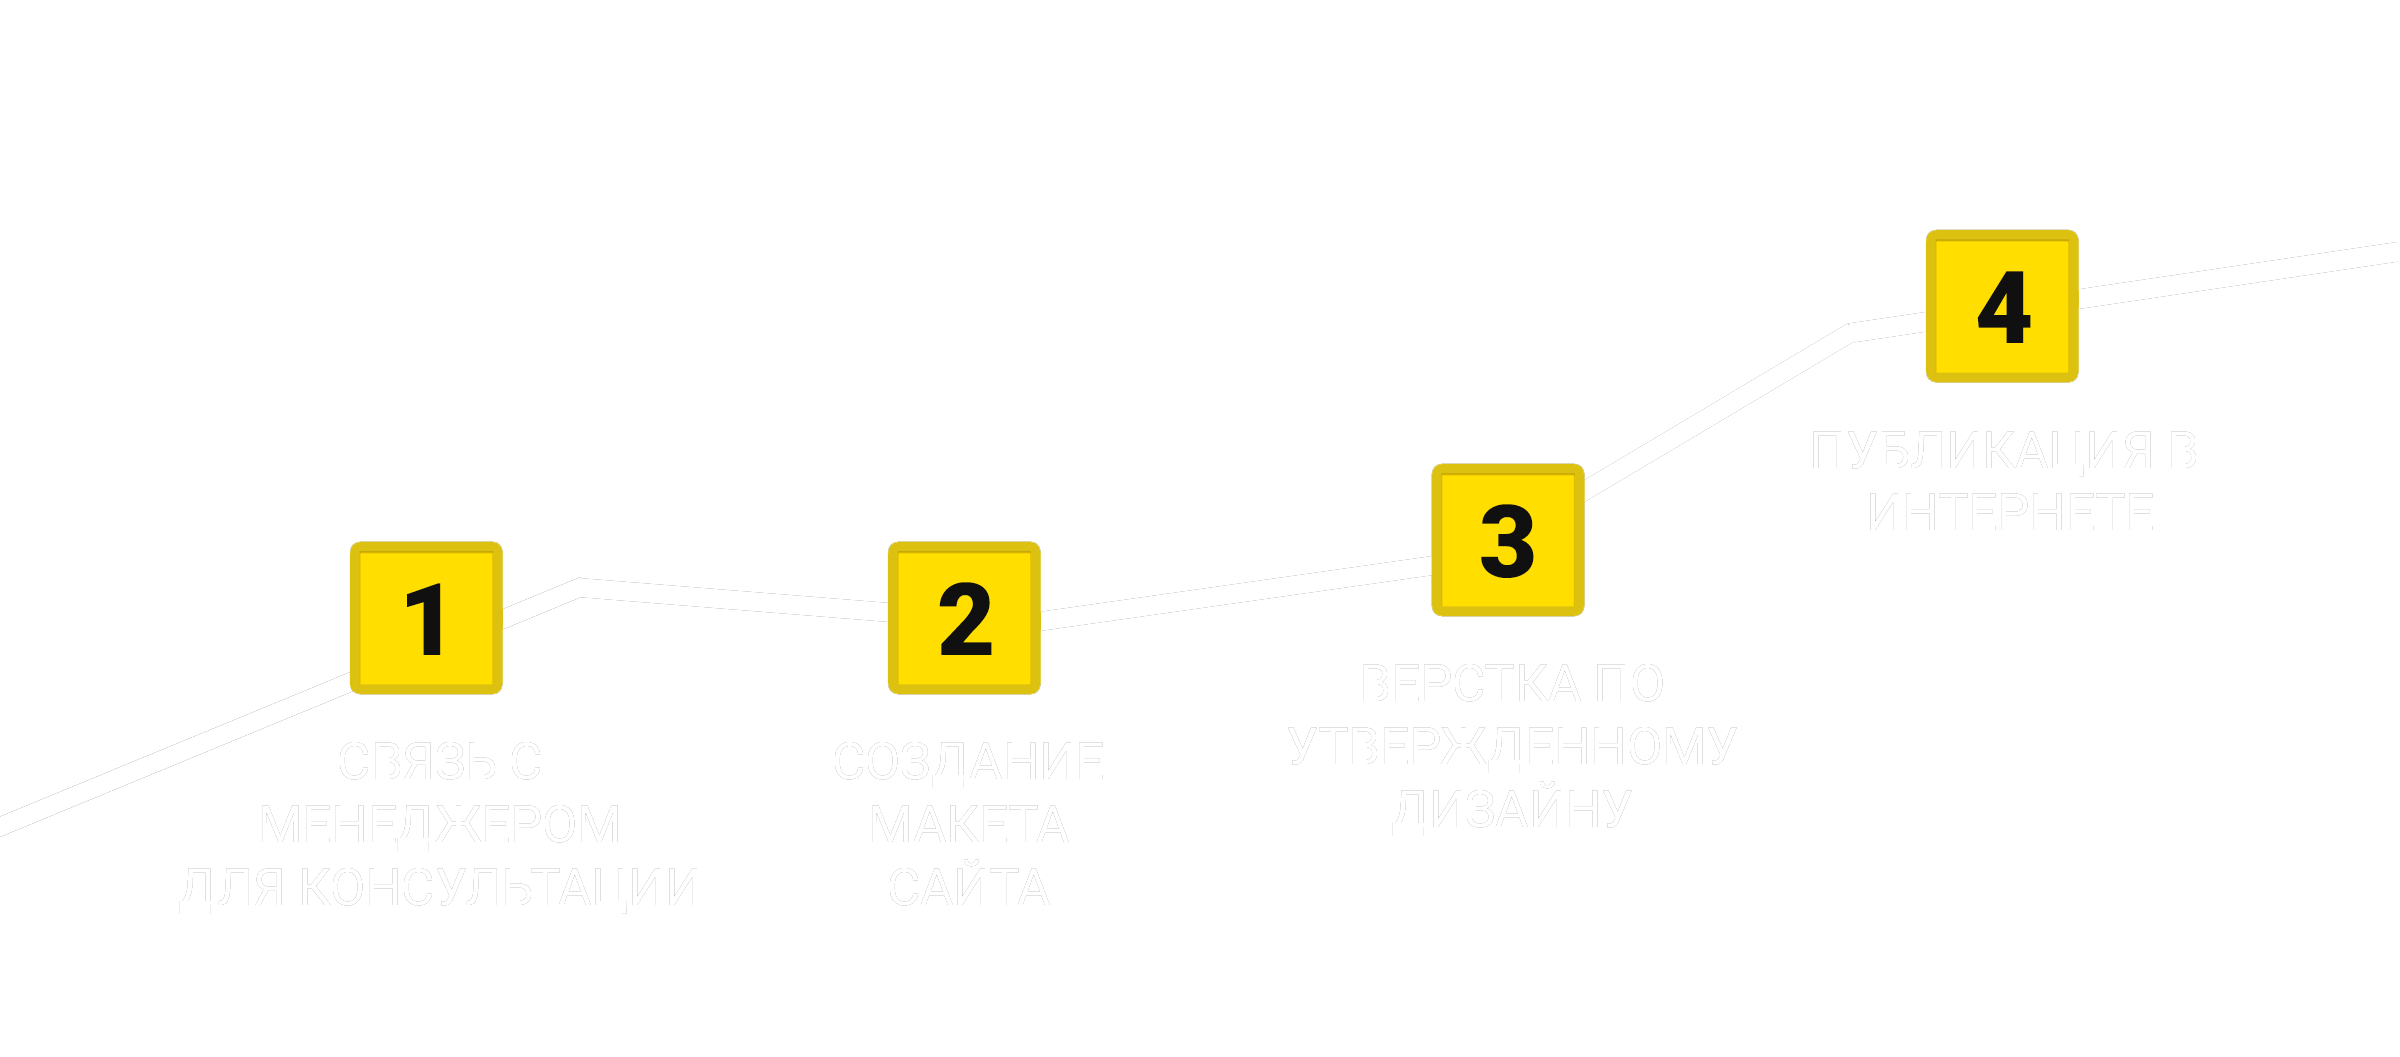 1
СВЯЗЬ С
МЕНЕДЖЕРОМ
ДЛЯ КОНСУЛЬТАЦИИ
2
СОЗДАНИЕ
МАКЕТА
САЙТА
3
ВЕРСТКА ПО
УТВЕРЖДЕННОМУ
ДИЗАЙНУ
4
ПУБЛИКАЦИЯ В
ИНТЕРНЕТЕ